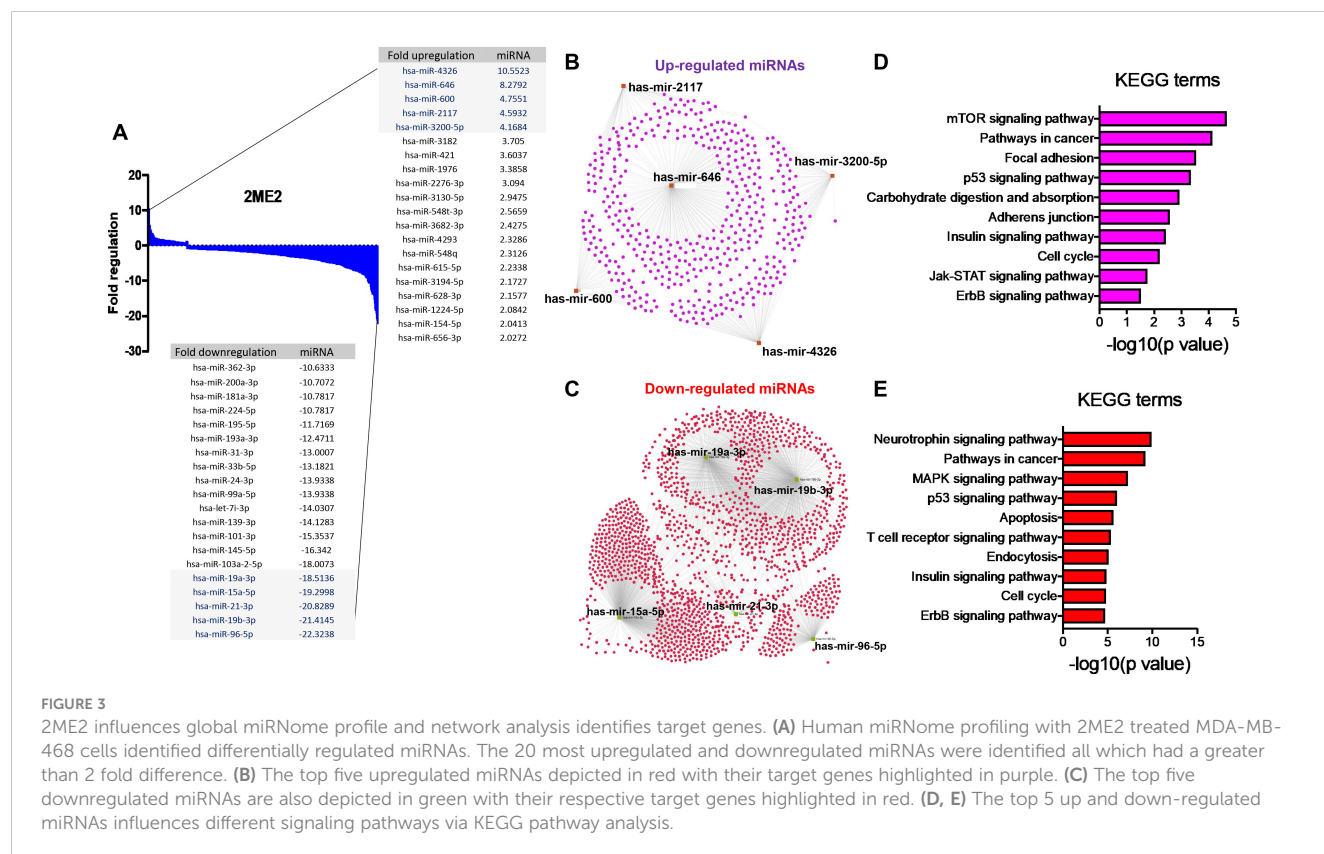 A
2ME2
Fold regulation
20
10
0
-10
-20
-30
Fold upregulation miRNA
hsa-miR-4326 10.5523
hsa-miR-646 8.2792
hsa-miR-600 4.7551
hsa-miR-2117 4.5932
hsa-miR-3200-5p 4.1684
hsa-miR-3182 3.705
hsa-miR-421 3.6037
hsa-miR-1976 3.3858
hsa-miR-2276-3p 3.094
hsa-miR-3130-5p 2.9475
hsa-miR-548t-3p 2.5659
hsa-miR-3682-3p 2.4275
hsa-miR-4293 2.3286
hsa-miR-548q 2.3126
hsa-miR-615-5p 2.2338
hsa-miR-3194-5p 2.1727
hsa-miR-628-3p 2.1577
hsa-miR-1224-5p 2.0842
hsa-miR-154-5p 2.0413
hsa-miR-656-3p 2.0272
Fold downregulation miRNA
hsa-miR-362-3p -10.6333
hsa-miR-200a-3p -10.7072
hsa-miR-181a-3p -10.7817
hsa-miR-224-5p -10.7817
hsa-miR-195-5p -11.7169
hsa-miR-193a-3p -12.4711
hsa-miR-31-3p -13.0007
hsa-miR-33b-5p -13.1821
hsa-miR-24-3p -13.9338
hsa-miR-99a-5p -13.9338
hsa-let-7i-3p -14.0307
hsa-miR-139-3p -14.1283
hsa-miR-101-3p -15.3537
hsa-miR-145-5p -16.342
hsa-miR-103a-2-5p -18.0073
hsa-miR-19a-3p -18.5136
hsa-miR-15a-5p -19.2998
hsa-miR-21-3p -20.8289
hsa-miR-19b-3p -21.4145
hsa-miR-96-5p -22.3238
B
Up-regulated miRNAs
has-mir-2117
has-mir-3200-5p
has-mir-646
has-mir-600
has-mir-4326
C
Down-regulated miRNAs
has-mir-19a-3p
has-mir-19b-3p
has-mir-21-3p
has-mir-15a-5p
has-mir-96-5p
D
KEGG terms
mTOR signaling pathway
Pathways in cancer
Focal adhesion
p53 signaling pathway
Carbohydrate digestion and absorption
Adherens junction
Insulin signaling pathway
Cell cycle
Jak-STAT signaling pathway
ErbB signaling pathway
0 1 2 3 4 5
-log10(p value)
E
KEGG terms
Neurotrophin signaling pathway
Pathways in cancer
MAPK signaling pathway
p53 signaling pathway
Apoptosis
T cell receptor signaling pathway
Endocytosis
Insulin signaling pathway
Cell cycle
ErbB signaling pathway
0 5 10 15
-log10(p value)
FIGURE 3
2ME2 influences global miRNome profile and network analysis identifies target genes. (A) Human miRNome profiling with 2ME2 treated MDA-MB-
468 cells identified differentially regulated miRNAs. The 20 most upregulated and downregulated miRNAs were identified all which had a greater
than 2 fold difference. (B) The top five upregulated miRNAs depicted in red with their target genes highlighted in purple. (C) The top five
downregulated miRNAs are also depicted in green with their respective target genes highlighted in red. (D, E) The top 5 up and down-regulated
miRNAs influences different signaling pathways via KEGG pathway analysis.